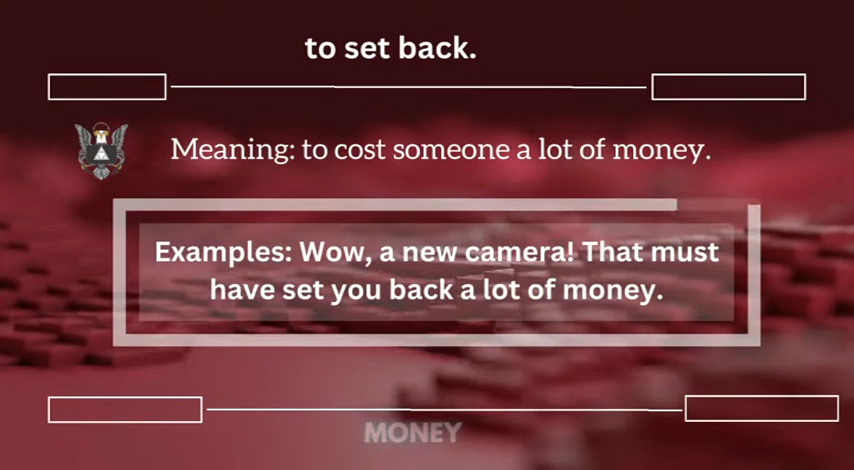 to set back.
Meaning: to cost someone a lot of money.
Examples: Wow, a new camera! That must
have set you back a lot of money.
MONEY